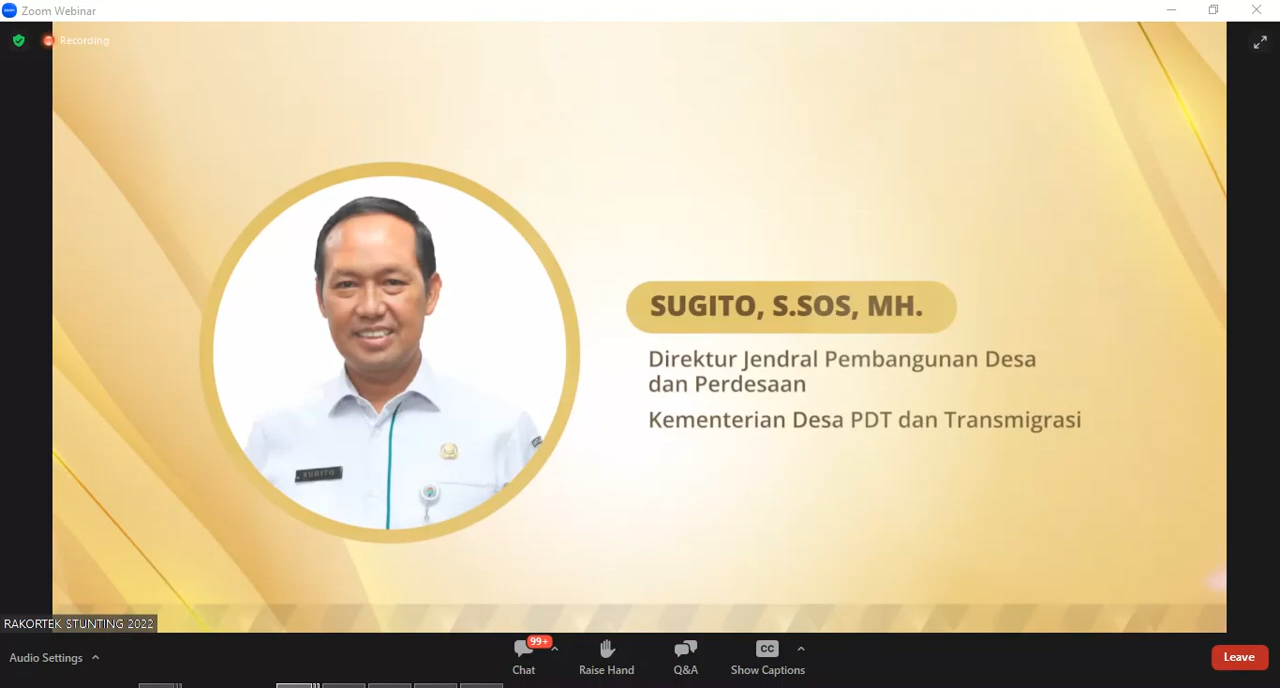 Zoom Webinar
Recording
SUGITO, S.SOS, MH.
Direktur Jendral Pembangunan Desa
dan Perdesaan
Kementerian Desa PDT dan Transmigrasi
SUGITO
RAKORTEK STUNTING 2022
Audio Settings
99+
CC
Chat
Raise Hand
Q&A
Show Captions
Leave